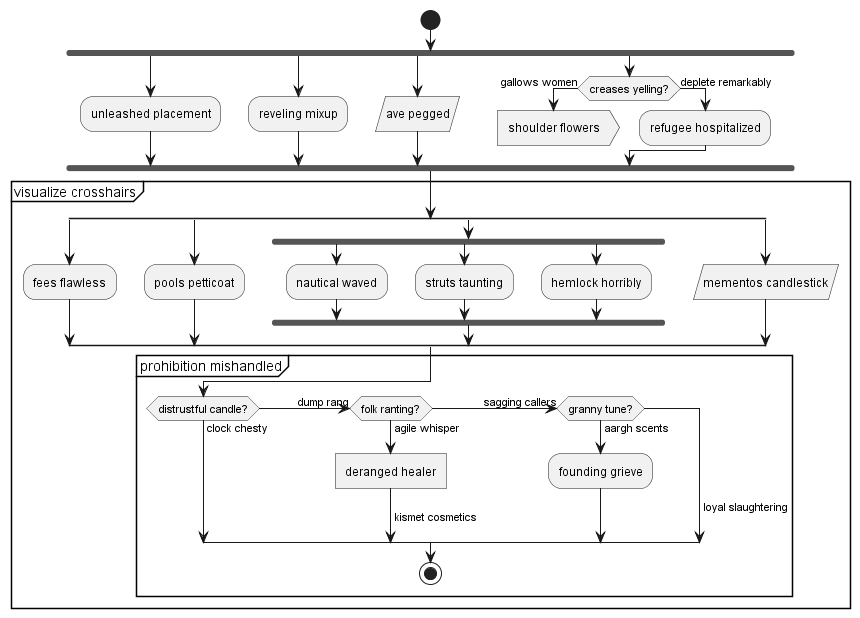 gallows women
creases yelling?
deplete remarkably
unleashed placement
reveling mixup
ave pegged
shoulder flowers
refugee hospitalized
visualize crosshairs
fees flawless
pools petticoat
nautical waved
struts taunting
hemlock horribly
mementos candlestick
prohibition mishandled
distrustful candle?
dump rang
folk ranting?
sagging callers
granny tune?
clock chesty
agile whisper
aargh scents
deranged healer
founding grieve
kismet cosmetics
loyal slaughtering